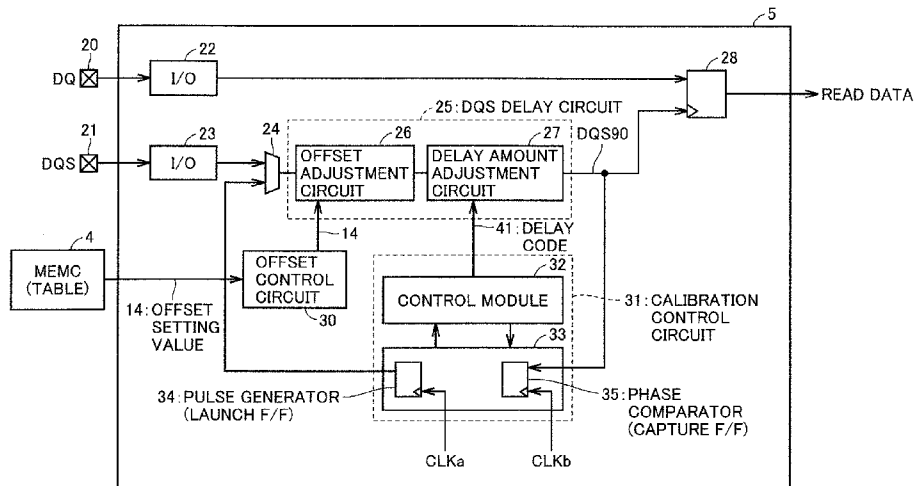 5
20
22
28
DQ
I/O
READ DATA
25: DQS DELAY CIRCUIT
21
23
24
26
27
DQS90
DQS
I/O
OFFSET
ADJUSTMENT
CIRCUIT
DELAY AMOUNT
ADJUSTMENT
CIRCUIT
4
14
41: DELAY
CODE
MEMC
(TABLE)
OFFSET
CONTROL
CIRCUIT
32
CONTROL MODULE
31: CALIBRATION
CONTROL
CIRCUIT
14: OFFSET
SETTING
VALUE
30
33
34: PULSE GENERATOR
(LAUNCH F/F)
35: PHASE
COMPARATOR
(CAPTURE F/F)
CLKa
CLKb